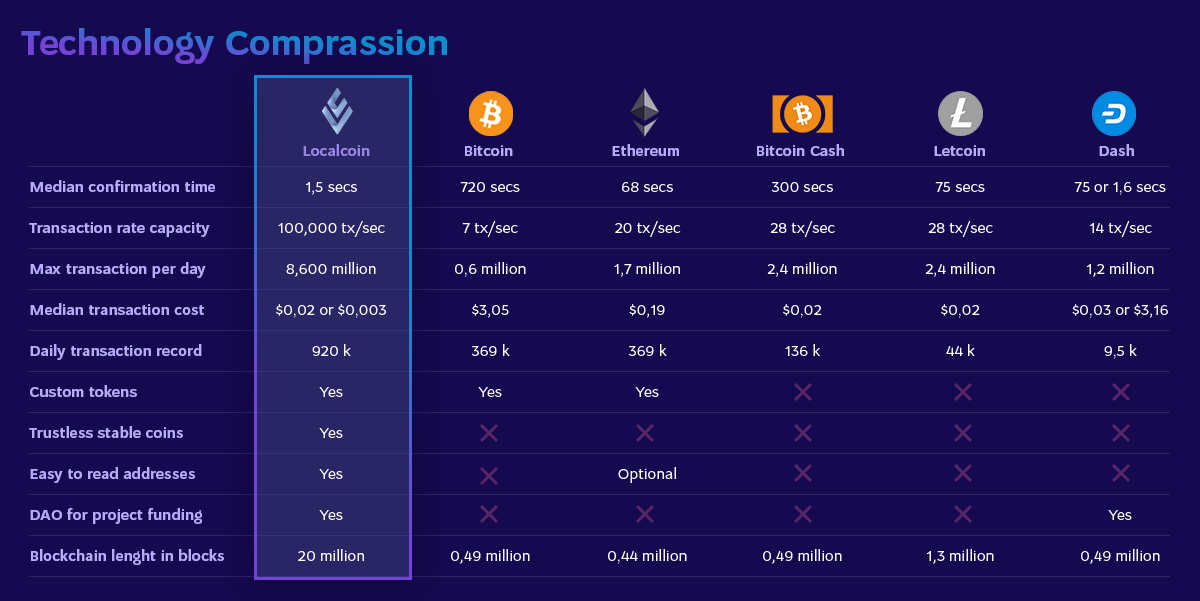 Technology Comprassion
Localcoin Bitcoin Ethereum Bitcoin Cash Letcoin Dash
Median confirmation time 1,5 secs 720 secs 68 secs 300 secs 75 secs 75 or 1,6 secs
Transaction rate capacity 100,000 tx/sec 7 tx/sec 20 tx/sec 28 tx/sec 28 tx/sec 14 tx/sec
Max transaction per day 8,600 million 0,6 million 1,7 million 2,4 million 2,4 million 1,2 million
Median transaction cost $0,02 or $0,003 $3,05 $0,19 $0,02 $0,02 $0,03 or $3,16
Daily transaction record 920 k 369 k 369 k 136 k 44 k 9,5 k
Custom tokens Yes Yes Yes
Trustless stable coins Yes
Easy to read addresses Yes Optional
DAO for project funding Yes Yes
Blockchain lenght in blocks 20 million 0,49 million 0,44 million 0,49 million 1,3 million 0,49 million